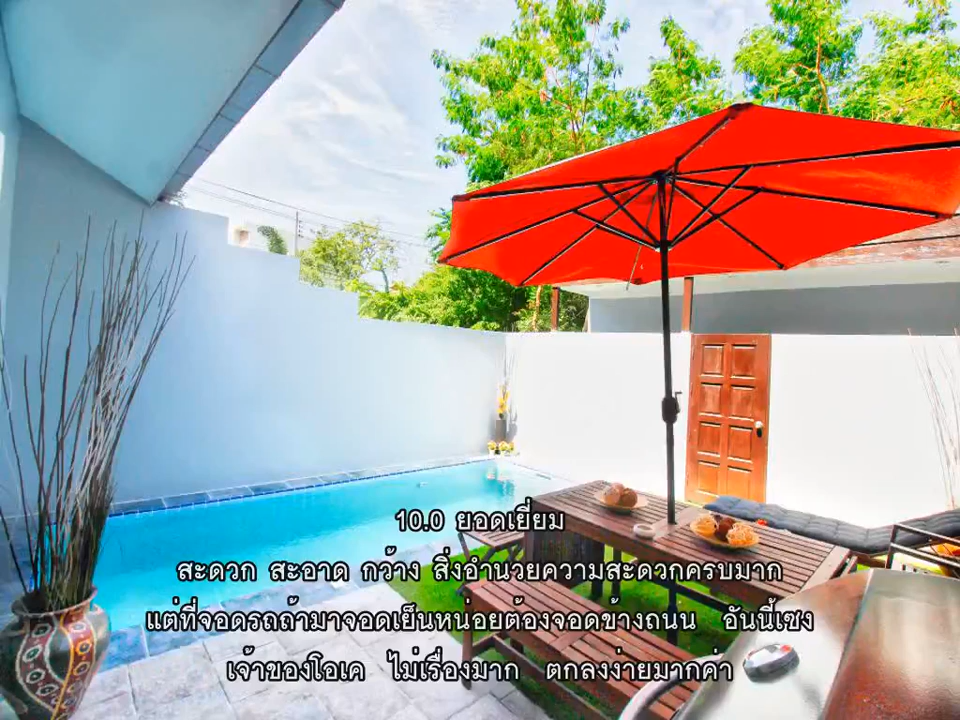 10.0 ยอดเยี่ยม
สะดวก สะอาด กว้าง สิ่งอำนวยความสะดวกครบมาก
แต่ที่จอดรถถ้ามาจอดเย็นหน่อยต้องจอดข้างถนน อันนี้เซง
เจ้าของโอเค ไม่เรื่องมาก ตกลงง่ายมากค่า